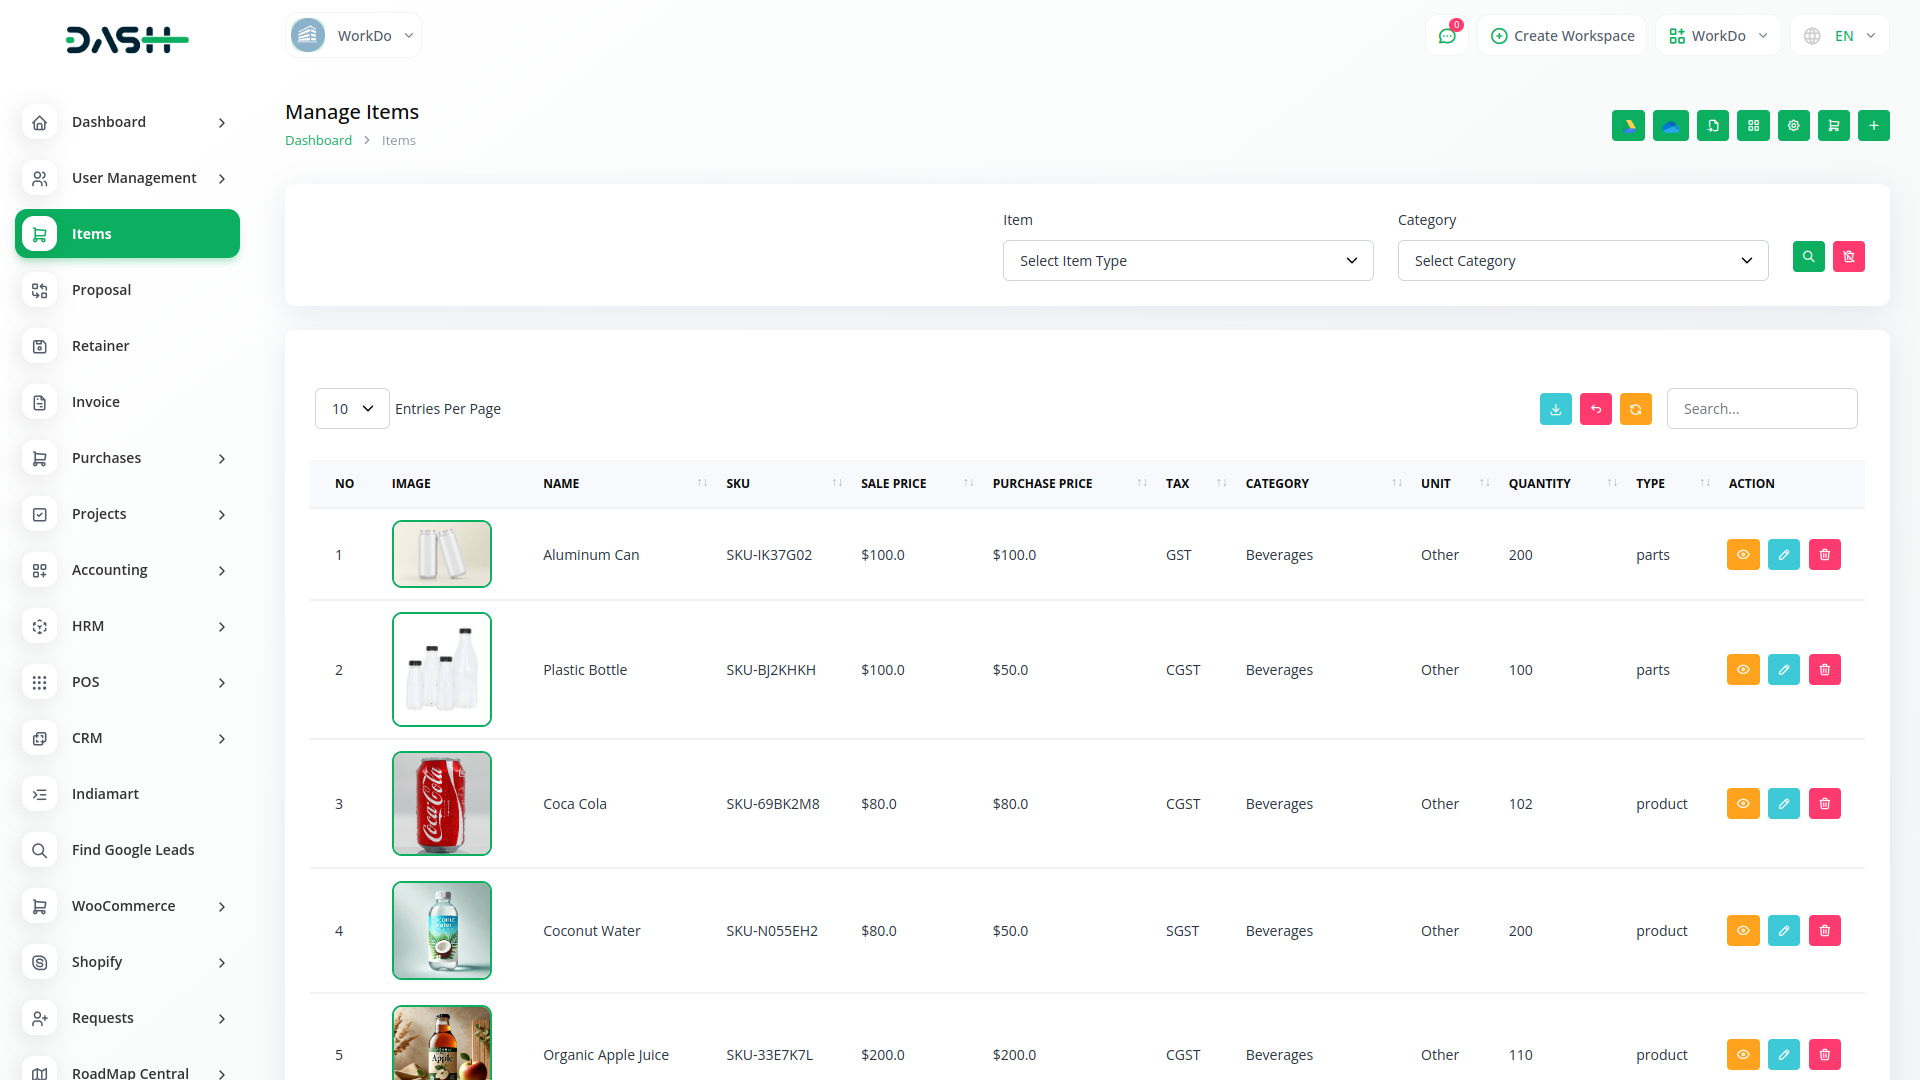 DASH
WorkDo
0
Create Workspace
WorkDo
EN
Dashboard
User Management
Items
Proposal
Retainer
Invoice
Purchases
Projects
Accounting
HRM
POS
CRM
Indiamart
Find Google Leads
WooCommerce
Shopify
Requests
RoadMap Central
Manage Items
Dashboard > Items
Item
Category
Select Item Type
Select Category
10 Entries Per Page
Search...
NO IMAGE NAME SKU SALE PRICE PURCHASE PRICE TAX CATEGORY UNIT QUANTITY TYPE ACTION
1 Aluminum Can SKU-IK37G02 $100.0 $100.0 GST Beverages Other 200 parts
2 Plastic Bottle SKU-BJ2KHKH $100.0 $50.0 CGST Beverages Other 100 parts
3 Coca-Cola Coca Cola SKU-69BK2M8 $80.0 $80.0 CGST Beverages Other 102 product
4 Coconut Water SKU-N055EH2 $80.0 $50.0 SGST Beverages Other 200 product
5 Apple Organic Apple Juice SKU-33E7K7L $200.0 $200.0 CGST Beverages Other 110 product